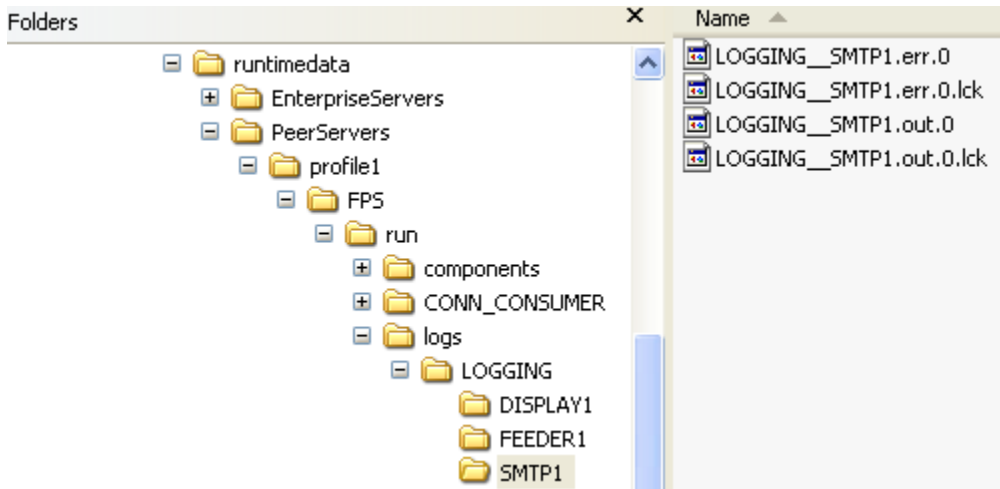 Folders
runtimedata
EnterpriseServers
PeerServers
profile1
FPS
run
components
CONN_CONSUMER
logs
LOGGING
DISPLAY1
FEEDER1
SMTP1
Name
LOGGING__SMTP1.err.0
LOGGING__SMTP1.err.0.lck
LOGGING__SMTP1.out.0
LOGGING__SMTP1.out.0.lck